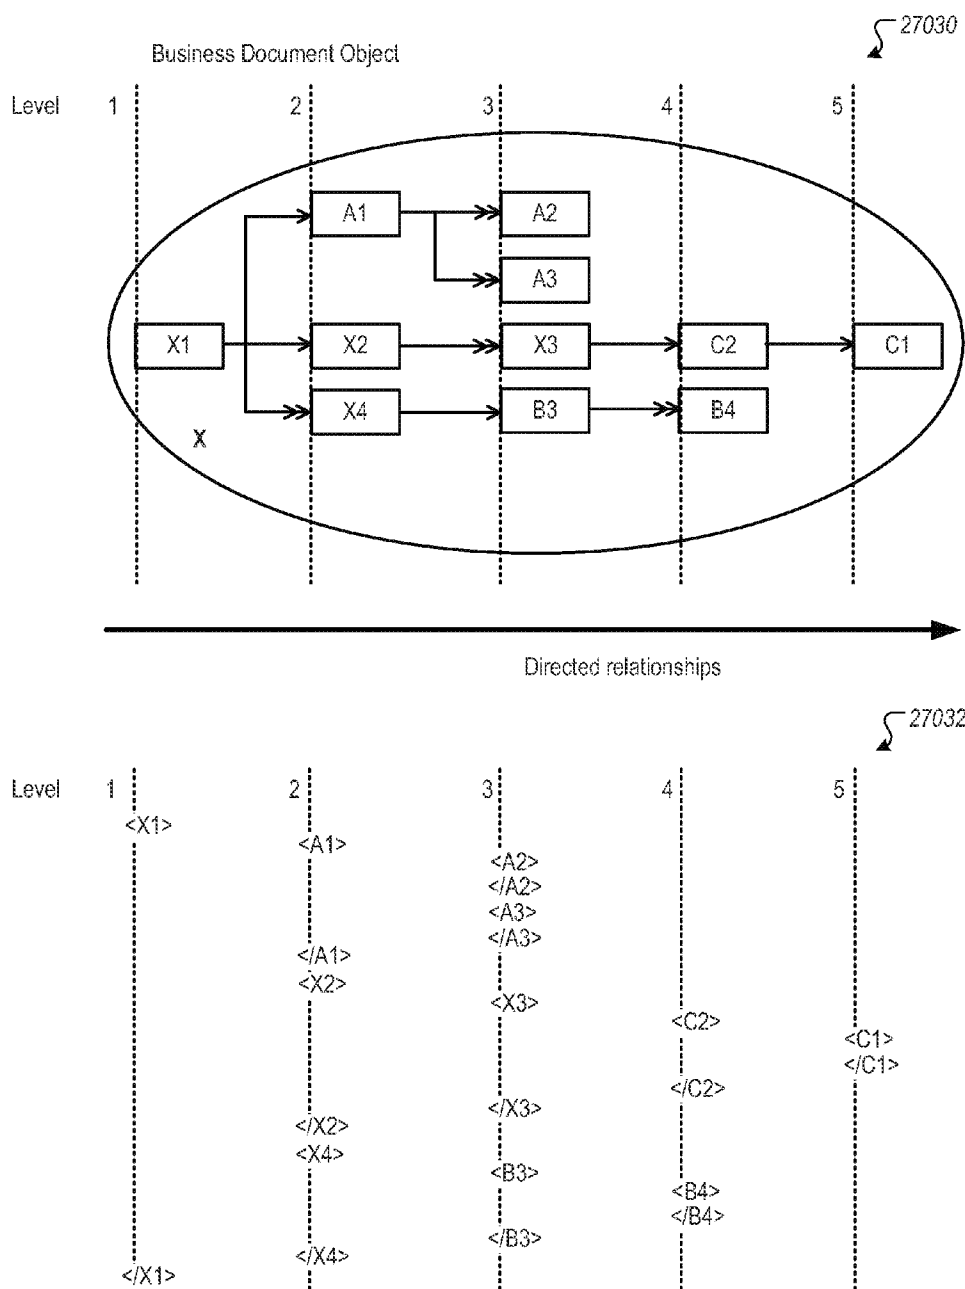 27030
Business Document Object
Level 1 2 3 4 5
A1 A2
A3
X1 X2 X3 C2 C1
X4 B3 B4
X
Directed relationships
27032
Level 1 2 3 4 5
<X1>
<A1>
<A2>
</A2>
<A3>
</A3>
</A1>
<X2>
<X3>
<C2>
<C1>
</C1>
</C2>
</X3>
</X2>
<X4>
<B3>
<B4>
</B4>
</B3>
</X4>
</X1>